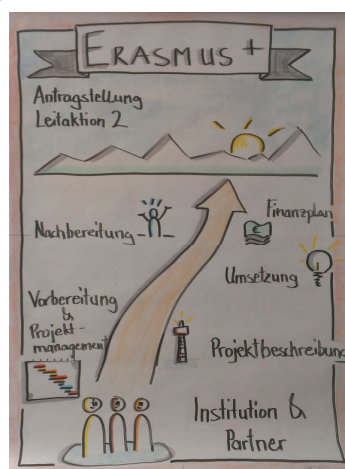 ERASMUS +
Antragstellung
Leitaktion 2
Finanzplan
Nachbereitung
Umsetzung
Vorbereitung
&
Projekt-
management
Projektbeschreibung
Institution &
Partner